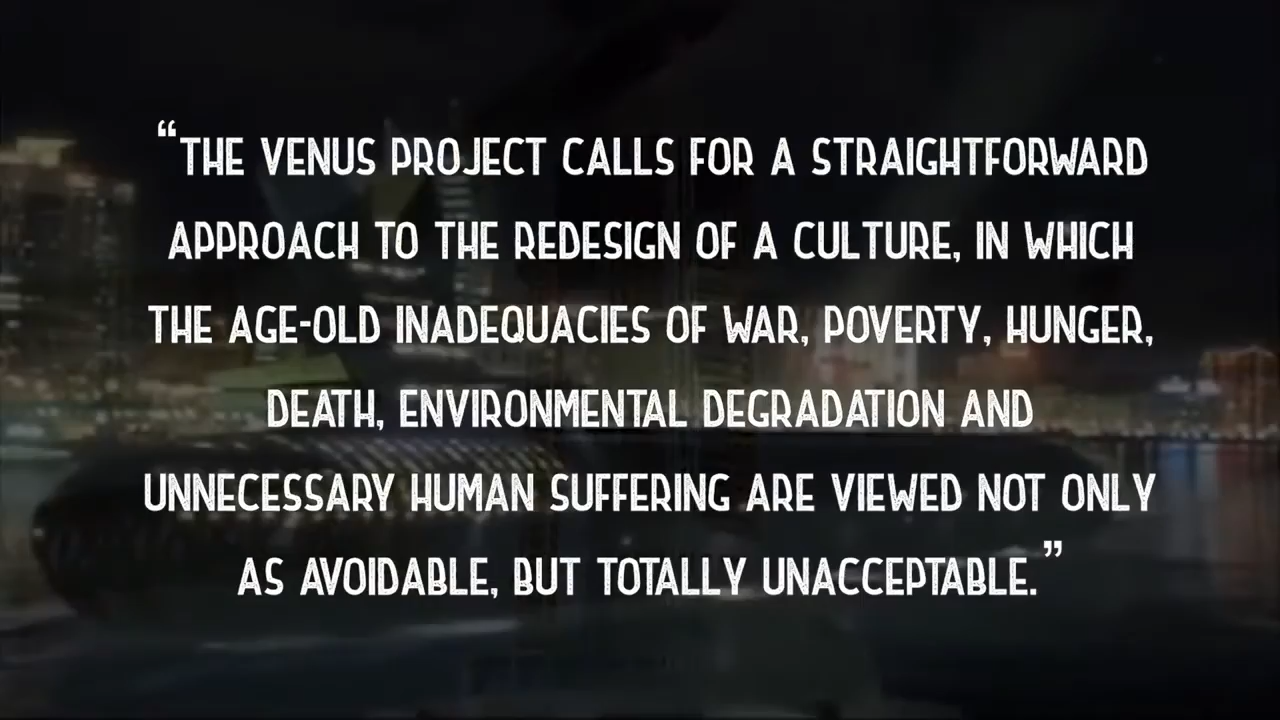 “THE VENUS PROJECT CALLS FOR A STRAIGHTFORWARD
APPROACH TO THE REDESIGN OF A CULTURE, IN WHICH
THE AGE-OLD INADEQUACIES OF WAR, POVERTY, HUNGER,
DEATH, ENVIRONMENTAL DEGRADATION AND
UNNECESSARY HUMAN SUFFERING ARE VIEWED NOT ONLY
AS AVOIDABLE, BUT TOTALLY UNACCEPTABLE.”